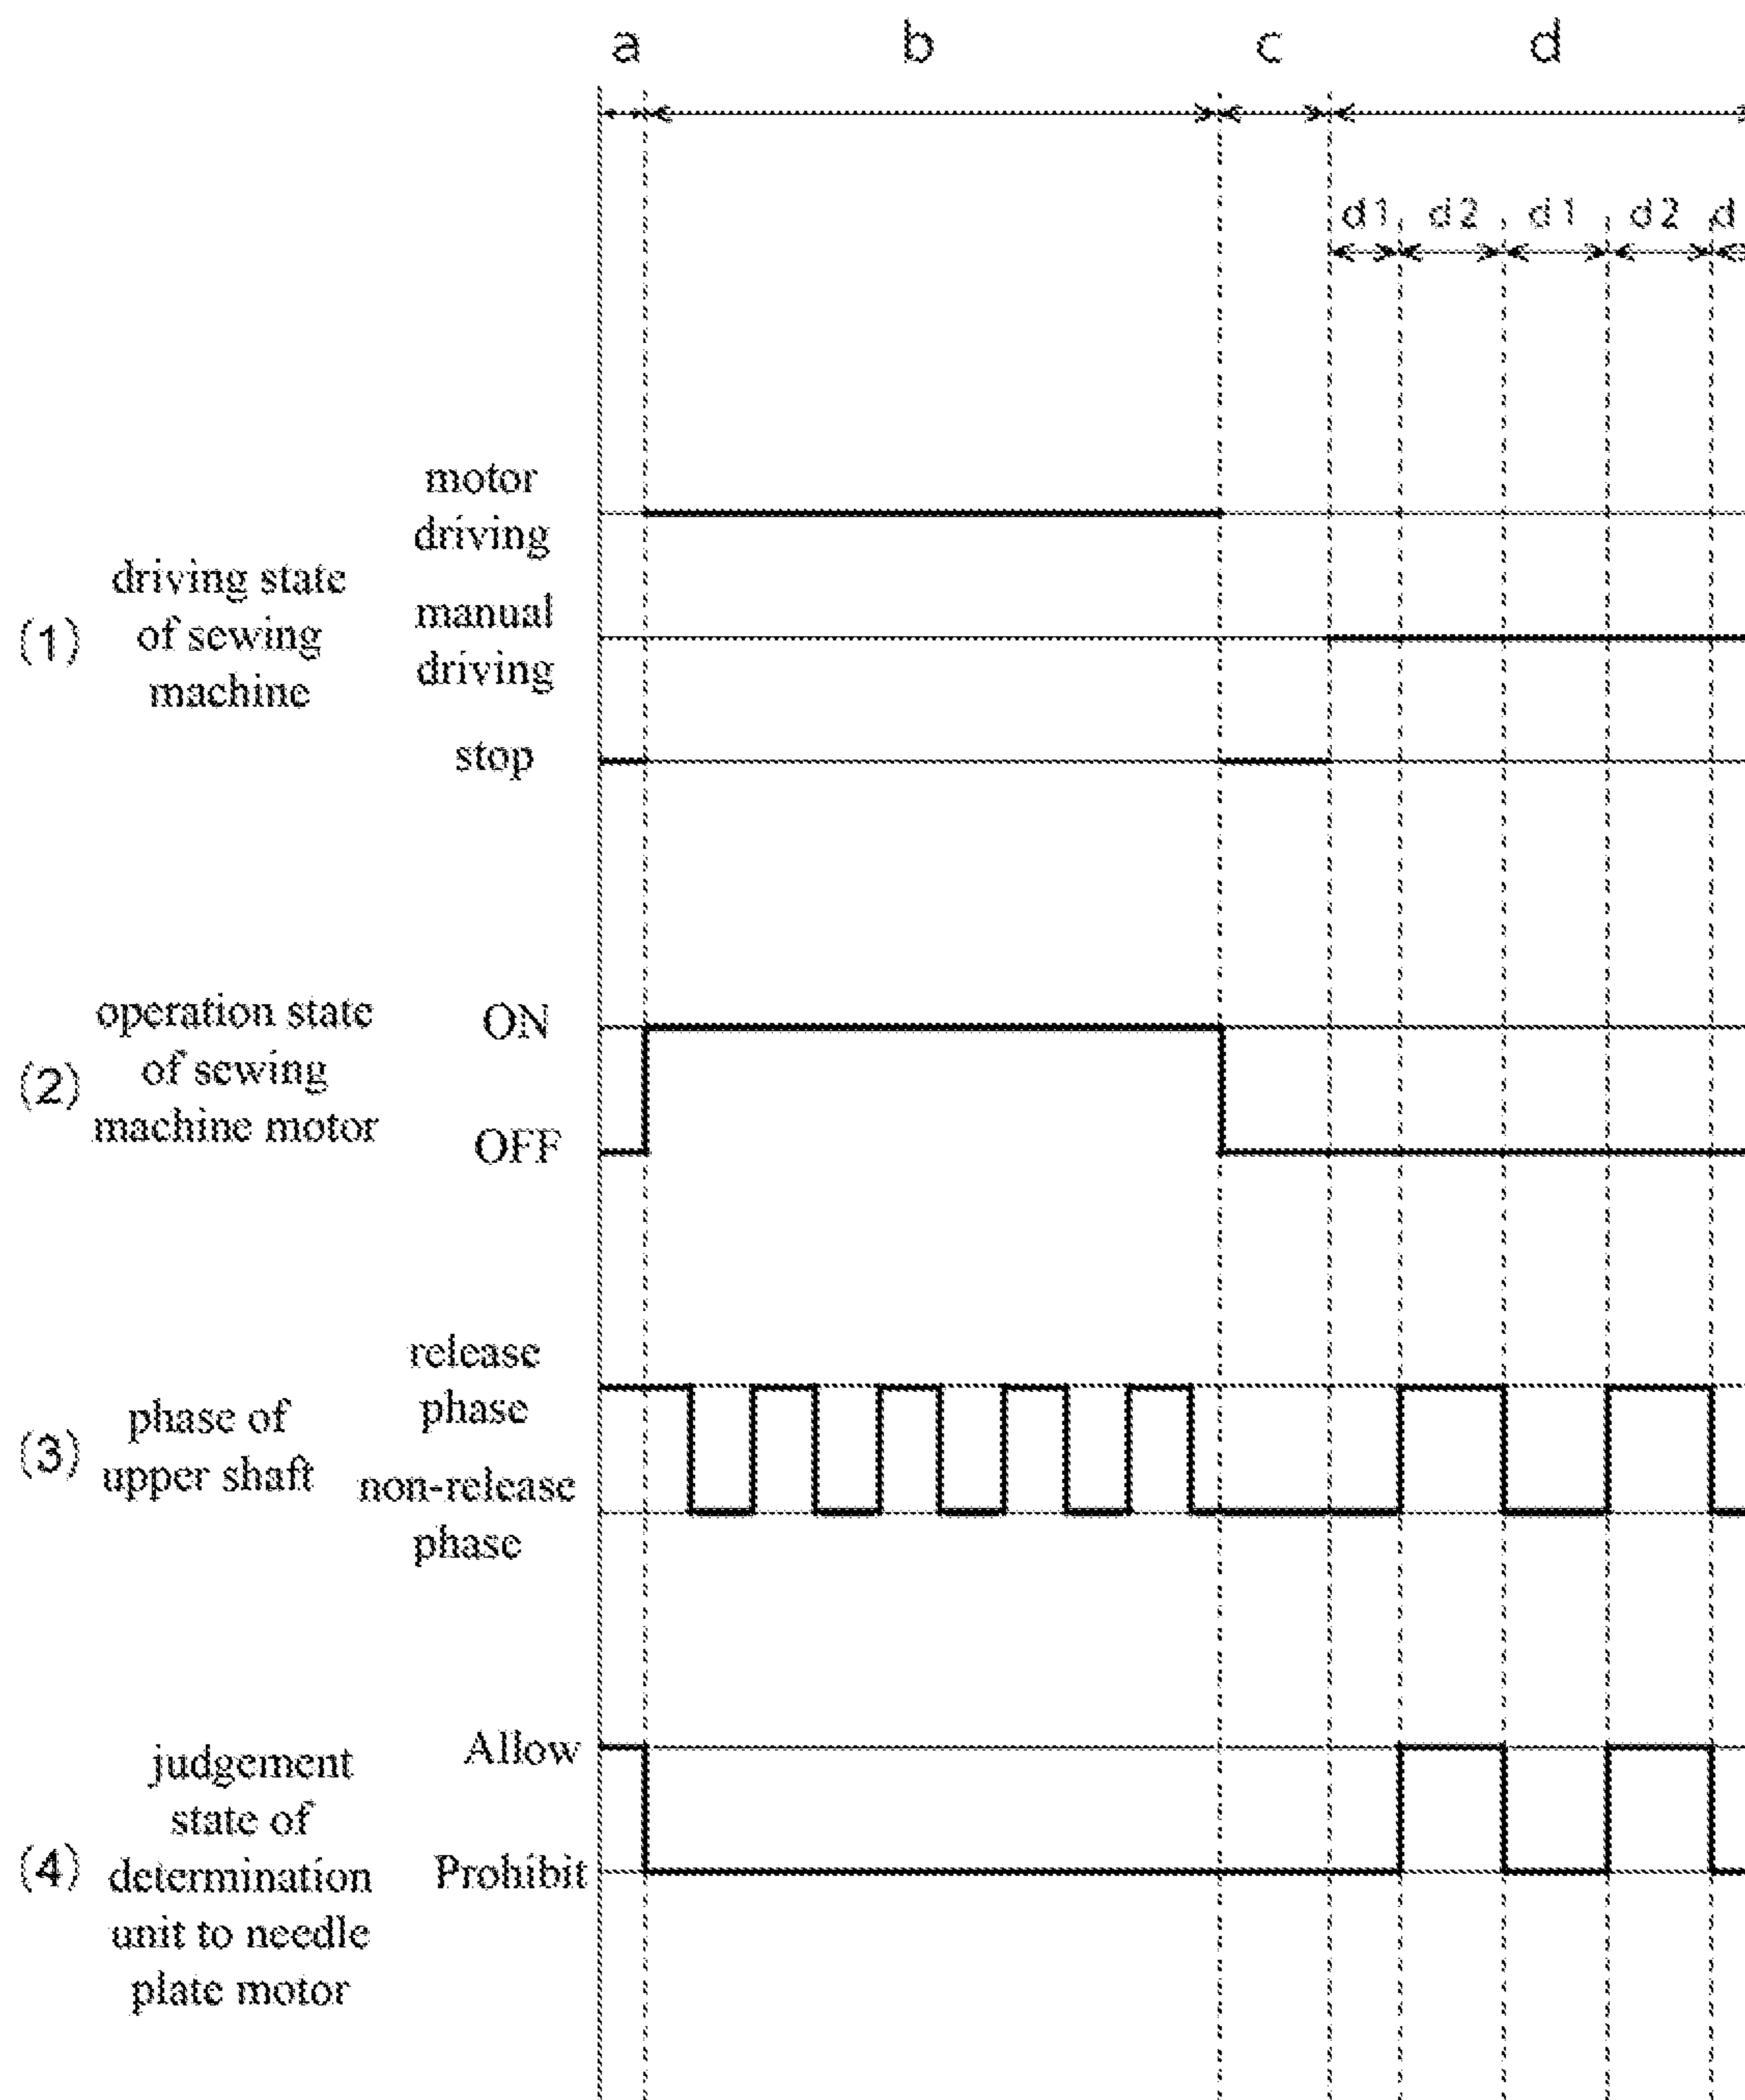 a b c d
d1 d2 d1 d2 d
motor
driving
(1) driving state
of sewing
machine
manual
driving
stop
(2) operation state
of sewing
machine motor
ON
OFF
(3) phase of
upper shaft
release
phase
non-release
phase
(4) judgement
state of
determination
unit to needle
plate motor
Allow
Prohibit